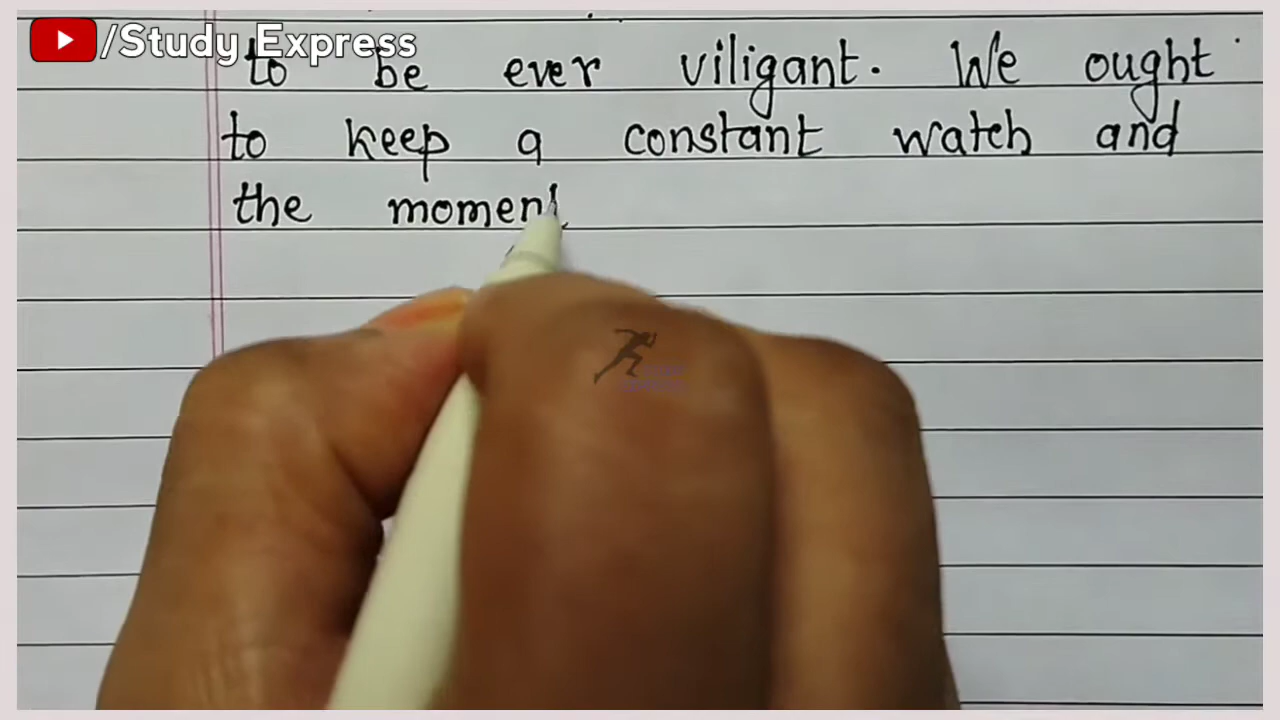 /Study Express
to be ever viligant. We ought
to keep a constant watch and
the moment